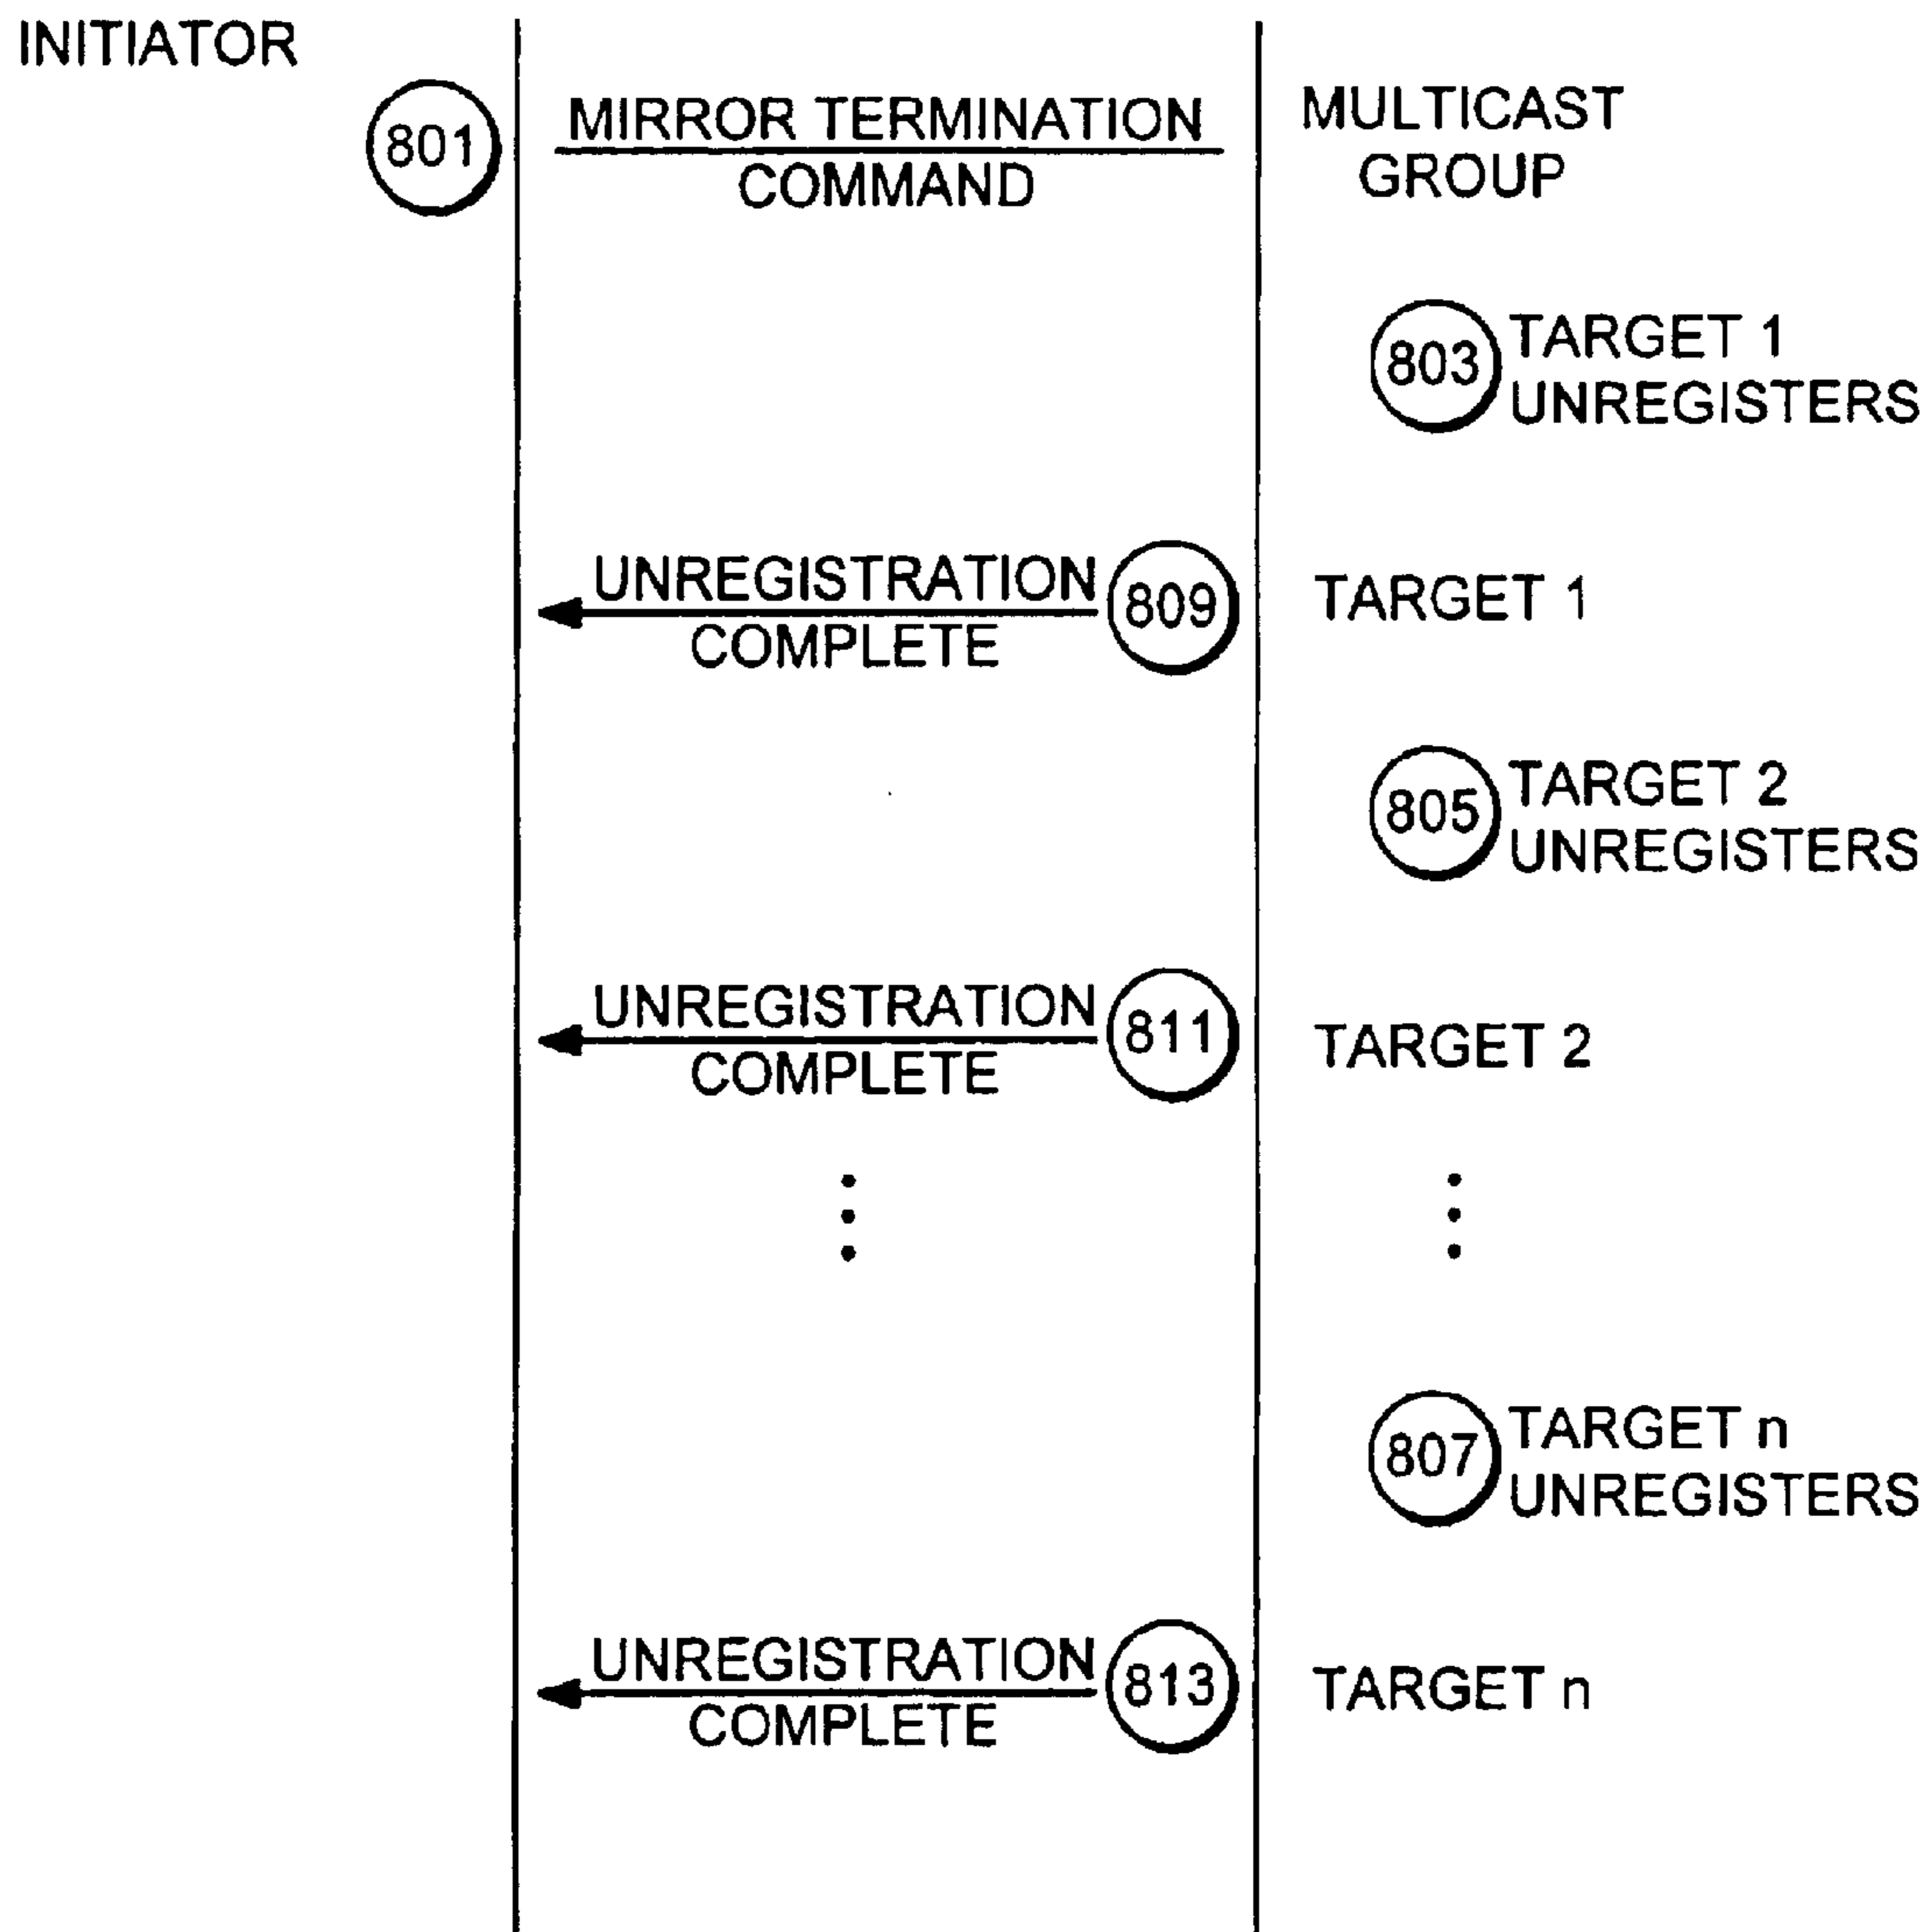 INITIATOR
801
MIRROR TERMINATION
COMMAND
MULTICAST
GROUP
803
TARGET 1
UNREGISTERS
UNREGISTRATION
COMPLETE
809
TARGET 1
805
TARGET 2
UNREGISTERS
UNREGISTRATION
COMPLETE
811
TARGET 2
807
TARGET n
UNREGISTERS
UNREGISTRATION
COMPLETE
813
TARGET n